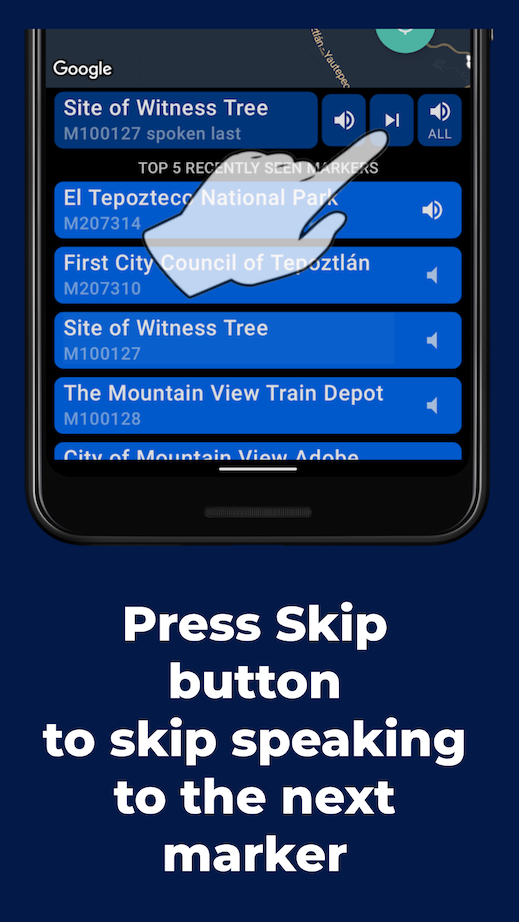 tlán - Yautepec
Google
Site of Witness Tree
M100127 spoken last
ALL
TOP 5 RECENTLY SEEN MARKERS
El Tepozteco National Park
M207314
First City Council of Tepoztlán
M207310
Site of Witness Tree
M100127
The Mountain View Train Depot
M100128
City of Mountain View Adobe
Press Skip
button
to skip speaking
to the next
marker